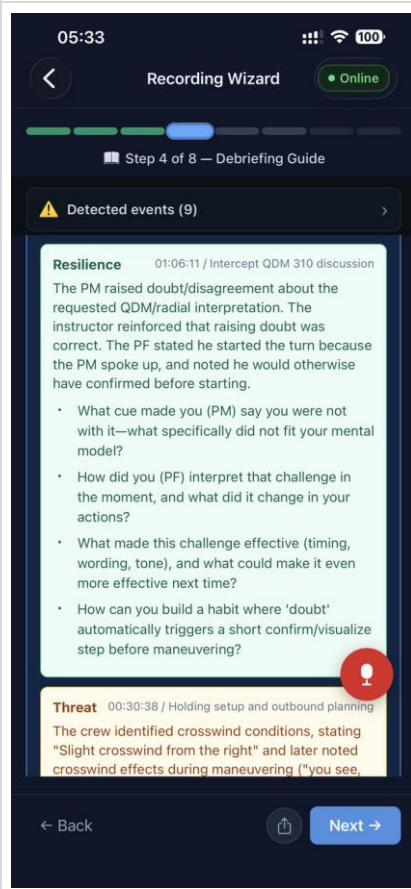 05:33
100
Recording Wizard
Online
Step 4 of 8 — Debriefing Guide
Detected events (9)
Resilience 01:06:11 / Intercept QDM 310 discussion
The PM raised doubt/disagreement about the
requested QDM/radial interpretation. The
instructor reinforced that raising doubt was
correct. The PF stated he started the turn because
the PM spoke up, and noted he would otherwise
have confirmed before starting.
• What cue made you (PM) say you were not
with it—what specifically did not fit your mental
model?
• How did you (PF) interpret that challenge in
the moment, and what did it change in your
actions?
• What made this challenge effective (timing,
wording, tone), and what could make it even
more effective next time?
• How can you build a habit where 'doubt'
automatically triggers a short confirm/visualize
step before maneuvering?
Threat 00:30:38 / Holding setup and outbound planning
The crew identified crosswind conditions, stating
"Slight crosswind from the right" and later noted
crosswind effects during maneuvering ("you see,
← Back
Next →